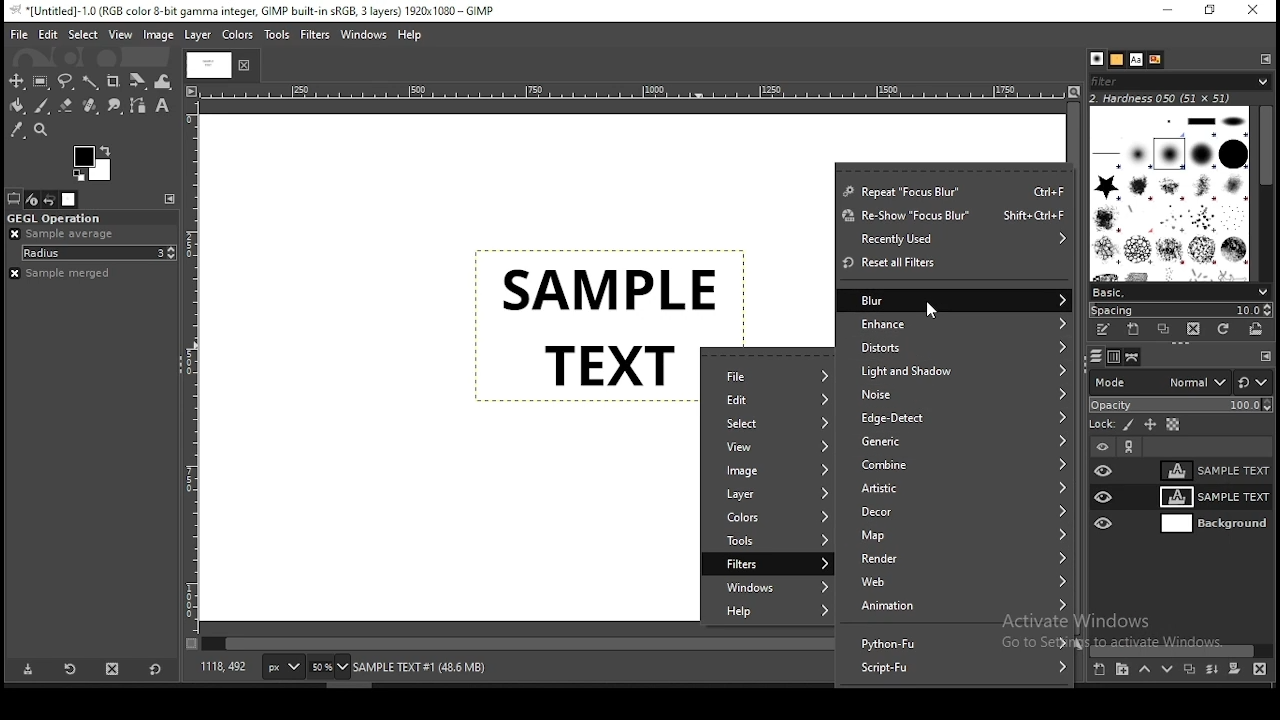 *[Untitled]-1.0 (RGB color 8-bit gamma integer, GIMP built-in sRGB, 3 layers) 1920x1080 – GIMP
File Edit Select View Image Layer Colors Tools Filters Windows Help
GEGL Operation
Sample average
Radius 3
Sample merged
250 500 750 1000 1250 1500 1750
0
250
500
750
1000
SAMPLE
TEXT
File
Edit
Select
View
Image
Layer
Colors
Tools
Filters
Windows
Help
Repeat "Focus Blur" Ctrl+F
Re-Show "Focus Blur" Shift+Ctrl+F
Recently Used
Reset all Filters
Blur
Enhance
Distorts
Light and Shadow
Noise
Edge-Detect
Generic
Combine
Artistic
Decor
Map
Render
Web
Animation
Python-Fu
Script-Fu
1118, 492 px 50 % SAMPLE TEXT #1 (48.6 MB)
Aa
filter
2. Hardness 050 (51 × 51)
Basic,
Spacing 10.0
Mode Normal
Opacity 100.0
Lock:
SAMPLE TEXT
SAMPLE TEXT
Background
Activate Windows
Go to Settings to activate Windows.